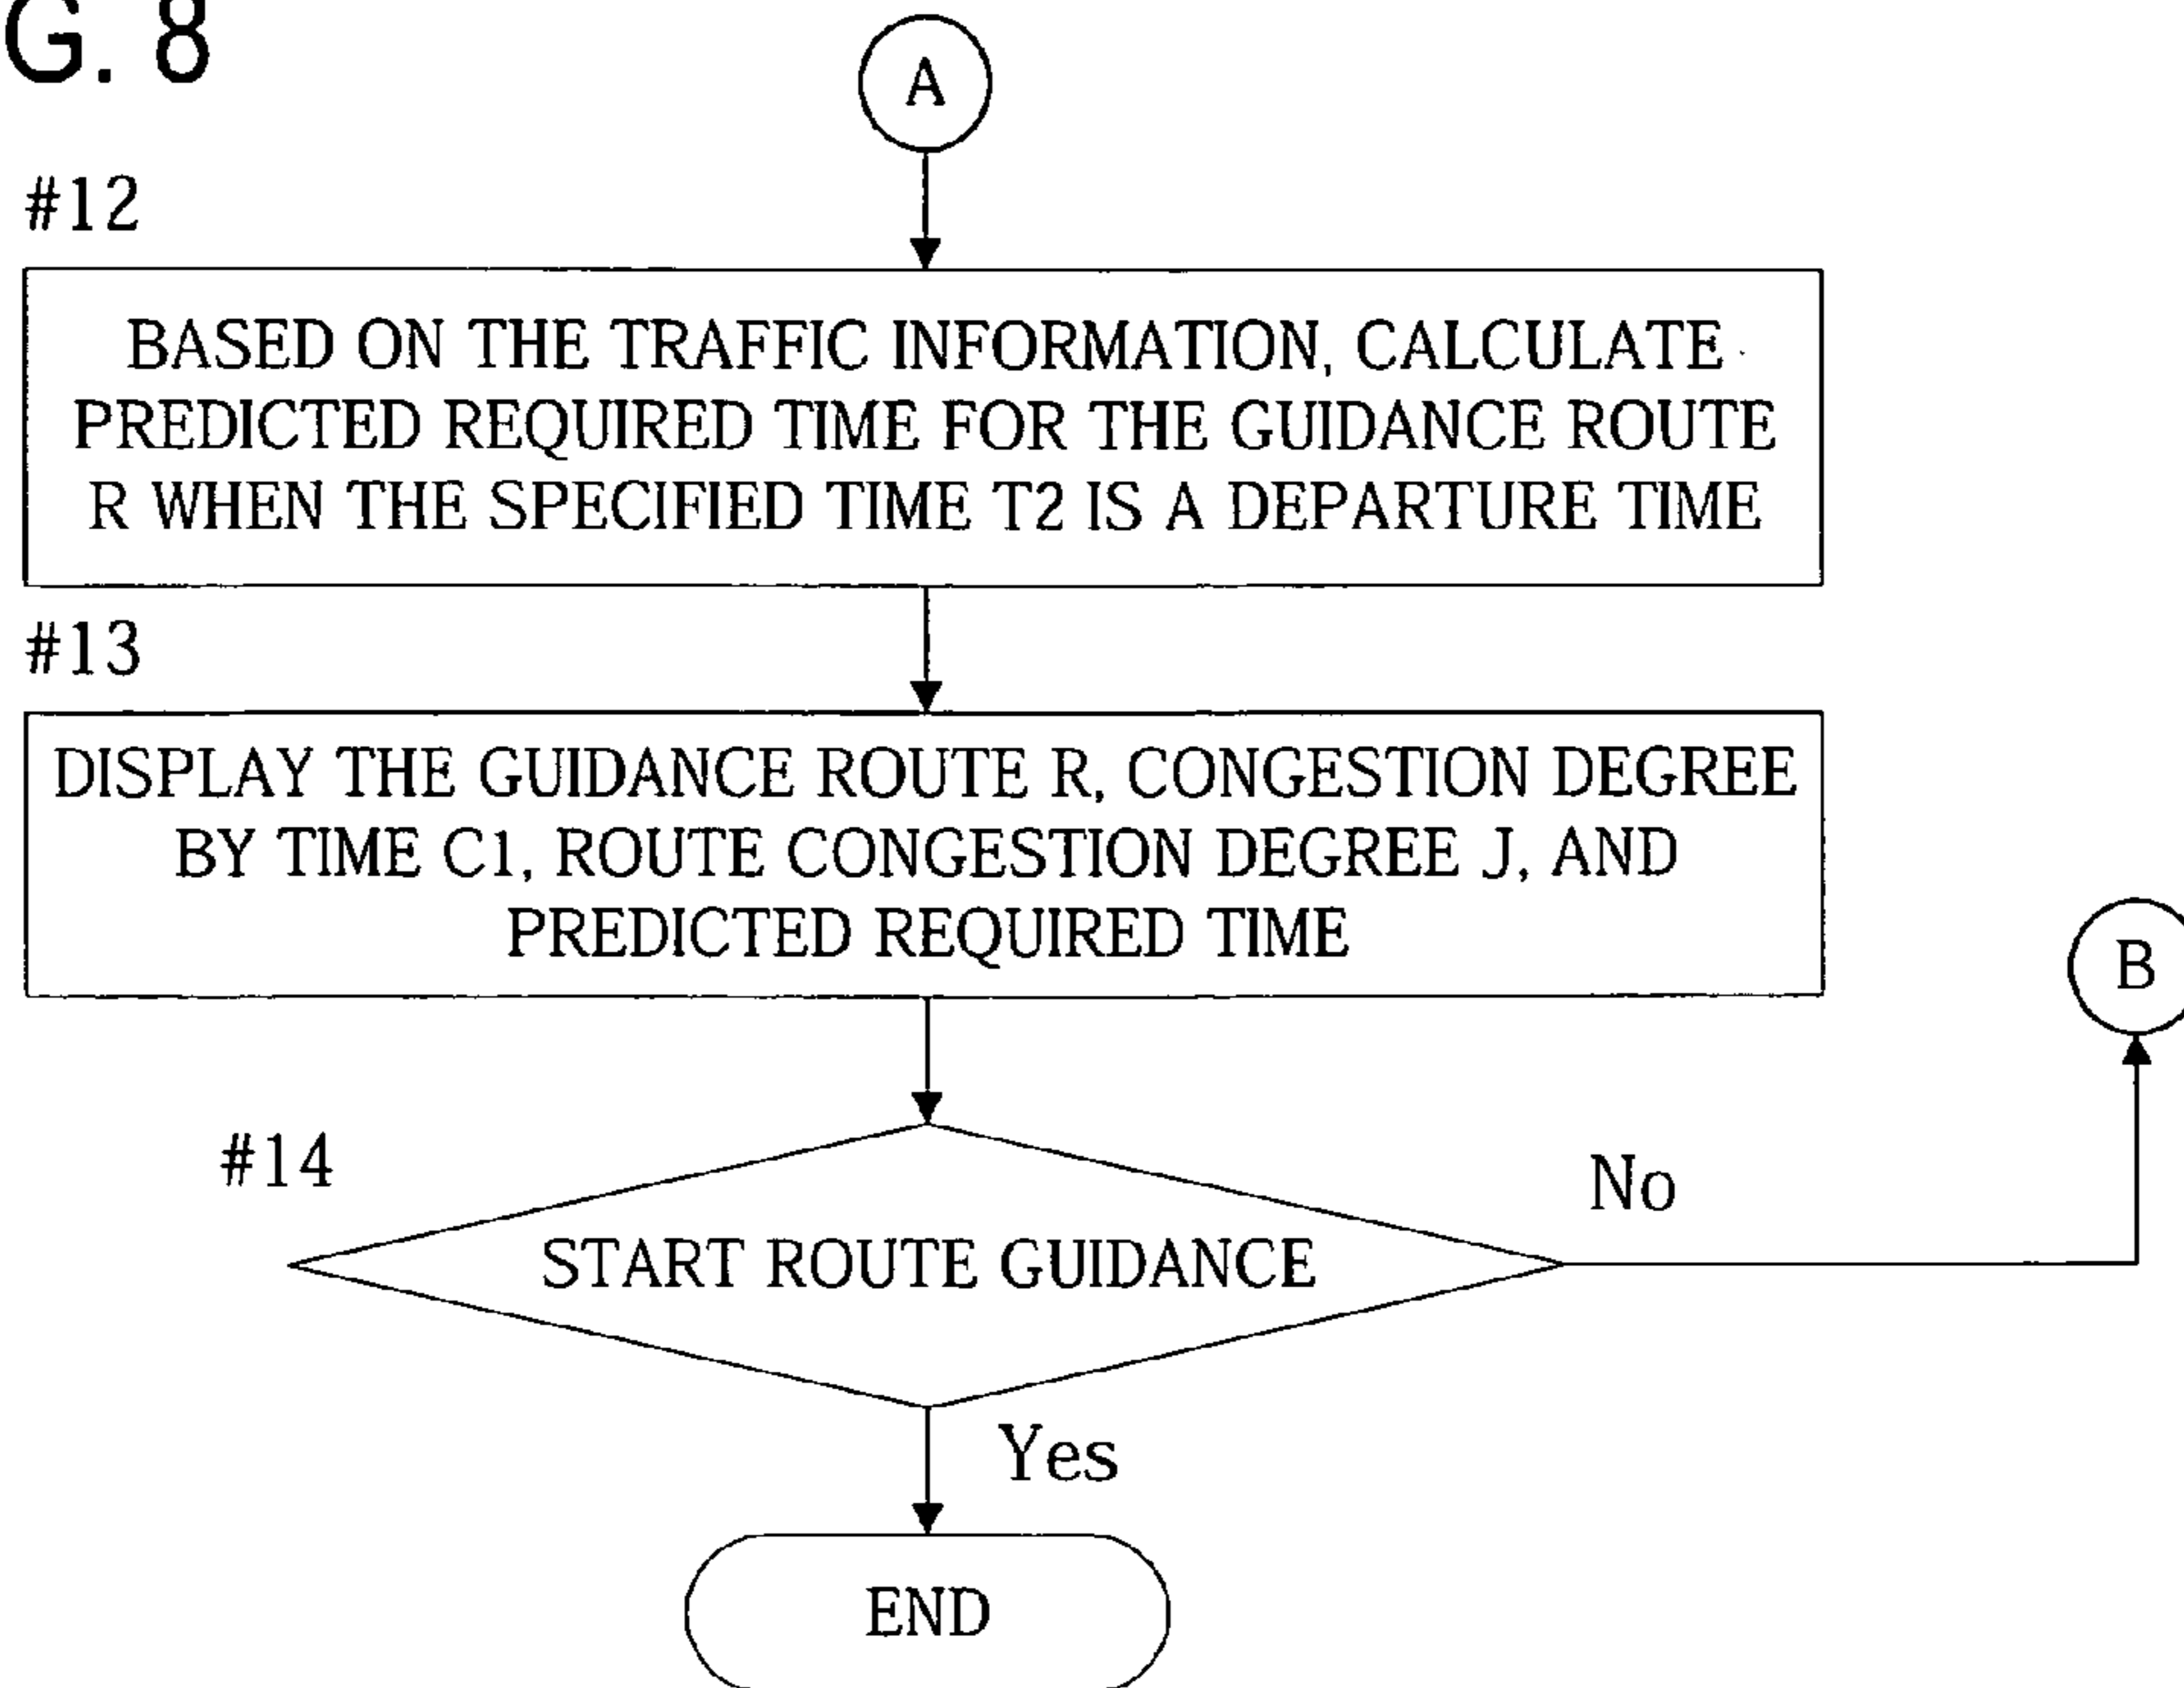 G. 8
A
#12
BASED ON THE TRAFFIC INFORMATION, CALCULATE
PREDICTED REQUIRED TIME FOR THE GUIDANCE ROUTE
R WHEN THE SPECIFIED TIME T2 IS A DEPARTURE TIME
#13
DISPLAY THE GUIDANCE ROUTE R, CONGESTION DEGREE
BY TIME C1, ROUTE CONGESTION DEGREE J, AND
PREDICTED REQUIRED TIME
B
#14
No
START ROUTE GUIDANCE
Yes
END